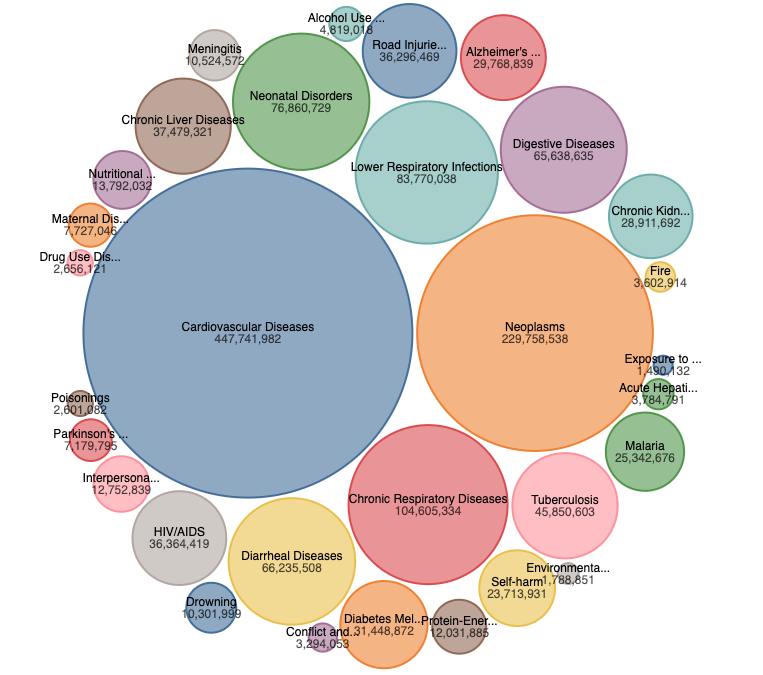 Alcohol Use ...
4,819,018
Road Injurie...
36,296,469
Alzheimer's ...
29,768,839
Meningitis
10,524,572
Neonatal Disorders
76,860,729
Chronic Liver Diseases
37,479,321
Digestive Diseases
65,638,635
Lower Respiratory Infections
83,770,038
Nutritional ...
13,792,032
Chronic Kidn...
28,911,692
Maternal Dis...
7,727,046
Drug Use Dis...
2,656,121
Fire
3,602,914
Cardiovascular Diseases
447,741,982
Neoplasms
229,758,538
Exposure to ...
1,490,132
Acute Hepati...
3,784,791
Poisonings
2,601,082
Parkinson's ...
7,179,795
Malaria
25,342,676
Interpersona...
12,752,839
Chronic Respiratory Diseases
104,605,334
Tuberculosis
45,850,603
HIV/AIDS
36,364,419
Diarrheal Diseases
66,235,508
Environmenta...
1,788,851
Self-harm
23,713,931
Drowning
10,301,999
Conflict and...
3,294,053
Diabetes Mel...
31,448,872
Protein-Ener...
12,031,885